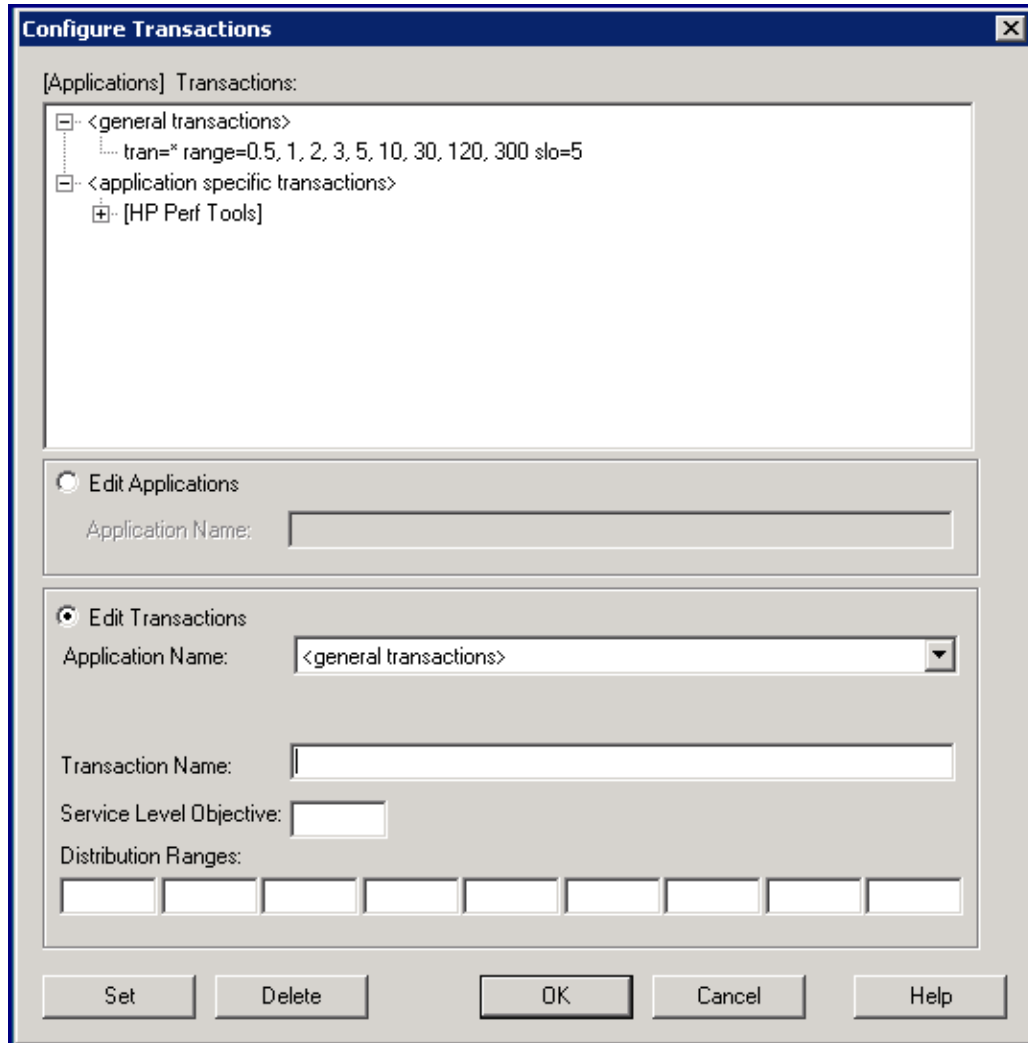 Configure Transactions
[Applications]  Transactions:
<general transactions>
tran=* range=0.5, 1, 2, 3, 5, 10, 30, 120, 300 slo=5
<application specific transactions>
[HP Perf Tools]
Edit Applications
Application Name:
Edit Transactions
Application Name:
<general transactions>
Transaction Name:
Service Level Objective:
Distribution Ranges:
Set
Delete
OK
Cancel
Help